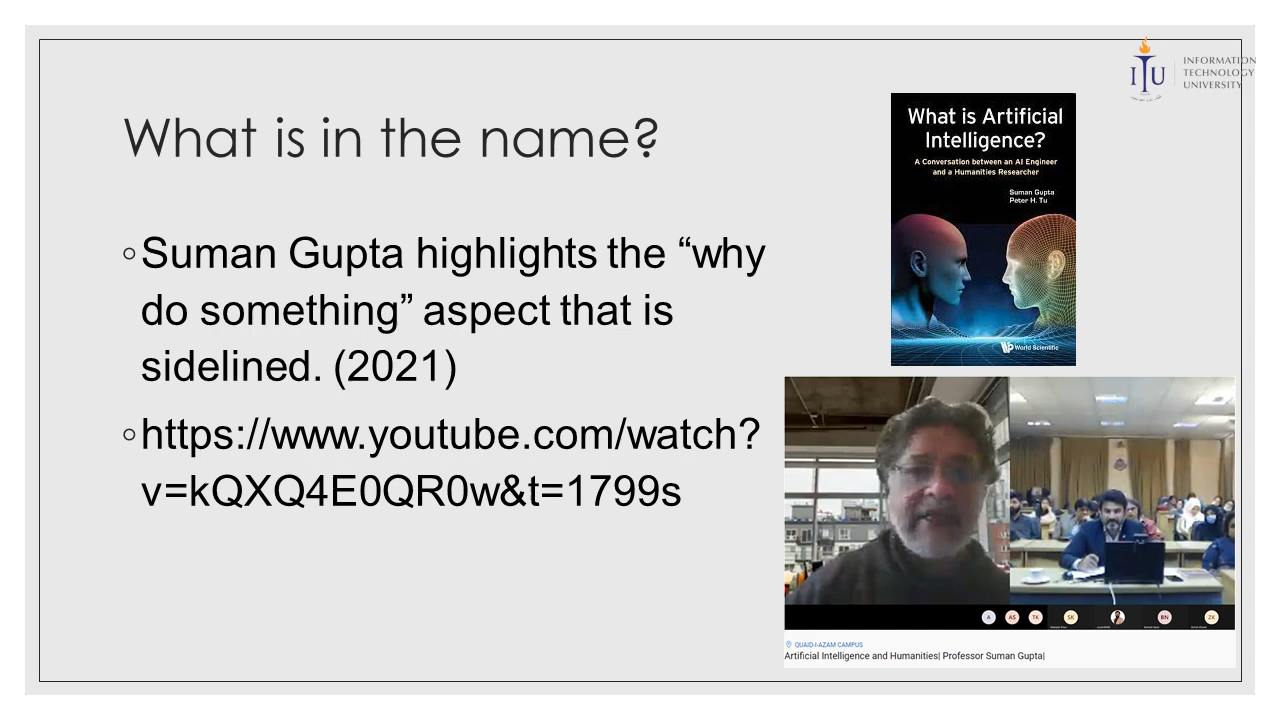 INFORMATION
TECHNOLOGY
UNIVERSITY
ITU
What is in the name?
◦Suman Gupta highlights the “why
do something” aspect that is
sidelined. (2021)
◦https://www.youtube.com/watch?
v=kQXQ4E0QR0w&t=1799s
What is Artificial
Intelligence?
A Conversation between an AI Engineer
and a Humanities Researcher
Suman Gupta
Peter H. Tu
World Scientific
A AS TK SK BN ZK
QUAID-I-AZAM CAMPUS
Artificial Intelligence and Humanities| Professor Suman Gupta|